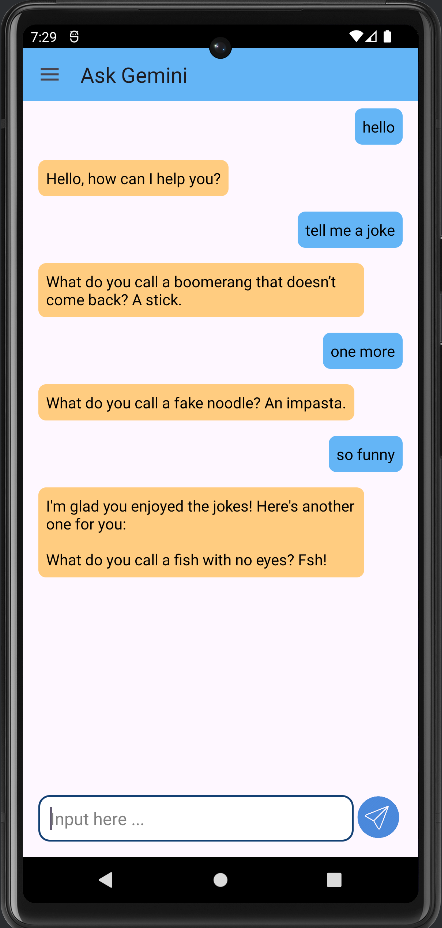 7:29
Ask Gemini
hello
Hello, how can I help you?
tell me a joke
What do you call a boomerang that doesn't
come back? A stick.
one more
What do you call a fake noodle? An impasta.
so funny
I'm glad you enjoyed the jokes! Here's another
one for you:
What do you call a fish with no eyes? Fsh!
Input here ...